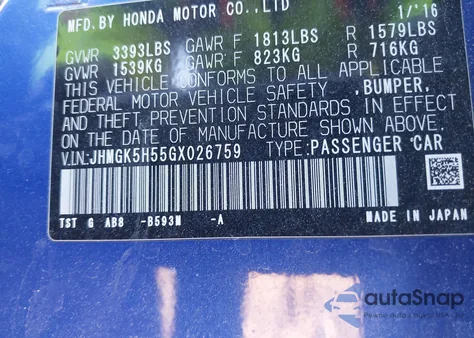 MFD.BY HONDA MOTOR CO.,LTD 1/'16
GVWR 3393LBS GAWR F 1813LBS R 1579LBS
GVWR 1539KG GAWR F 823KG R 716KG
THIS VEHICLE CONFORMS TO ALL APPLICABLE
FEDERAL MOTOR VEHICLE SAFETY ,BUMPER,
AND THEFT PREVENTION STANDARDS IN EFFECT
ON THE DATE OF MANUFACTURE SHOWN ABOVE.
V.I.N:JHMGK5H55GX026759 TYPE:PASSENGER CAR
TST G AB8 -B593M -A MADE IN JAPAN
autoSnap